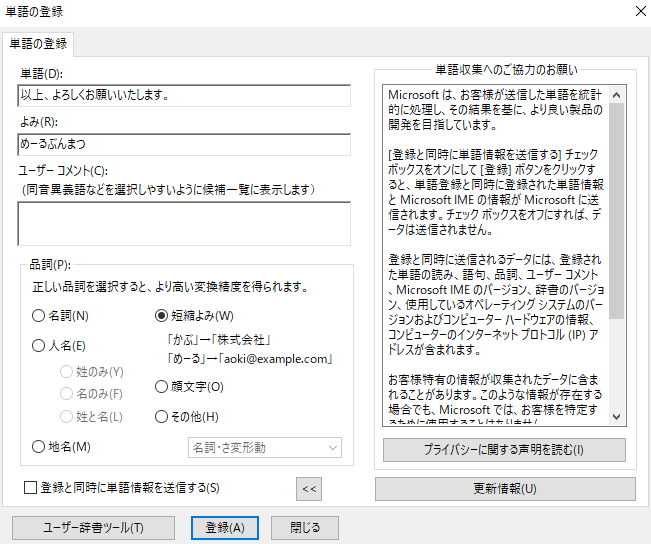 単語の登録
単語の登録
単語(D):
以上、よろしくお願いいたします。
よみ(R):
めーるぶんまつ
ユーザー コメント(C):
(同音異義語などを選択しやすいように候補一覧に表示します)
品詞(P):
正しい品詞を選択すると、より高い変換精度を得られます。
名詞(N)
人名(E)
姓のみ(Y)
名のみ(F)
姓と名(L)
地名(M)
短縮よみ(W)
「かぶ」→「株式会社」
「めーる」→「aoki@example.com」
顔文字(O)
その他(H)
名詞・さ変形動
登録と同時に単語情報を送信する(S)
<<
ユーザー辞書ツール(T)
登録(A)
閉じる
単語収集へのご協力のお願い
Microsoft は、お客様が送信した単語を統計
的に処理し、その結果を基に、より良い製品の
開発を目指しています。
[登録と同時に単語情報を送信する] チェック
ボックスをオンにして [登録] ボタンをクリックす
ると、単語登録と同時に登録された単語情報
と Microsoft IME の情報が Microsoft に送
信されます。チェック ボックスをオフにすれば、デ
ータは送信されません。
登録と同時に送信されるデータには、登録され
た単語の読み、語句、品詞、ユーザー コメント
、Microsoft IME のバージョン、辞書のバージョ
ン、使用しているオペレーティング システムのバー
ジョンおよびコンピューター ハードウェアの情報、
コンピューターのインターネット プロトコル (IP) ア
ドレスが含まれます。
お客様特有の情報が収集されたデータに含ま
れることがあります。このような情報が存在する
場合でも、Microsoft では、お客様を特定す
るために使用することはありません。
プライバシーに関する声明を読む(I)
更新情報(U)